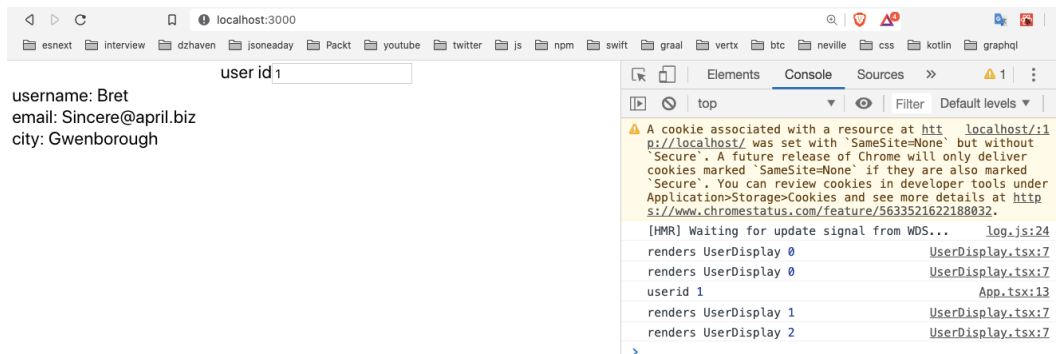 localhost:3000
4
esnext interview dzhaven jsoneaday Packt youtube twitter js npm swift graal vertx btc neville css kotlin graphql
user id 1
username: Bret
email: Sincere@april.biz
city: Gwenborough
Elements Console Sources » 1
top Filter Default levels ▼
A cookie associated with a resource at htt localhost/:1
p://localhost/ was set with `SameSite=None` but without
`Secure`. A future release of Chrome will only deliver
cookies marked `SameSite=None` if they are also marked
`Secure`. You can review cookies in developer tools under
Application>Storage>Cookies and see more details at http
s://www.chromestatus.com/feature/5633521622188032.
[HMR] Waiting for update signal from WDS... log.js:24
renders UserDisplay 0 UserDisplay.tsx:7
renders UserDisplay 0 UserDisplay.tsx:7
userid 1 App.tsx:13
renders UserDisplay 1 UserDisplay.tsx:7
renders UserDisplay 2 UserDisplay.tsx:7